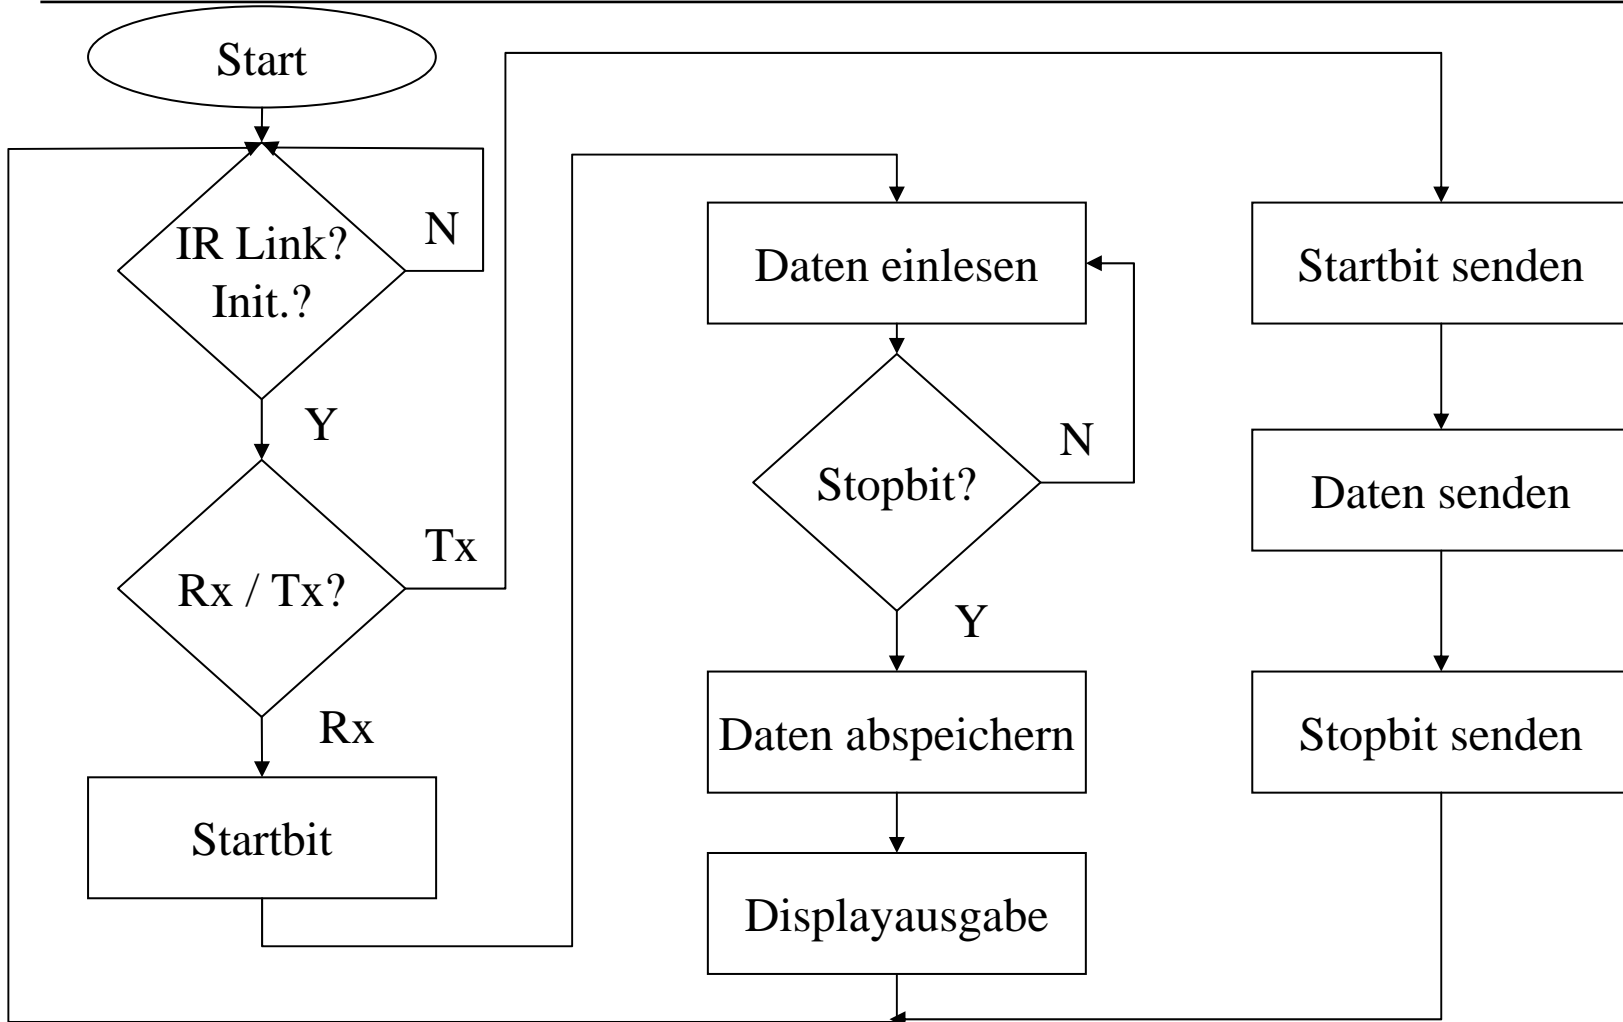 Start
IR Link?
Init.?
N
Y
Rx / Tx?
Tx
Rx
Startbit
Daten einlesen
Stopbit?
N
Y
Daten abspeichern
Displayausgabe
Startbit senden
Daten senden
Stopbit senden